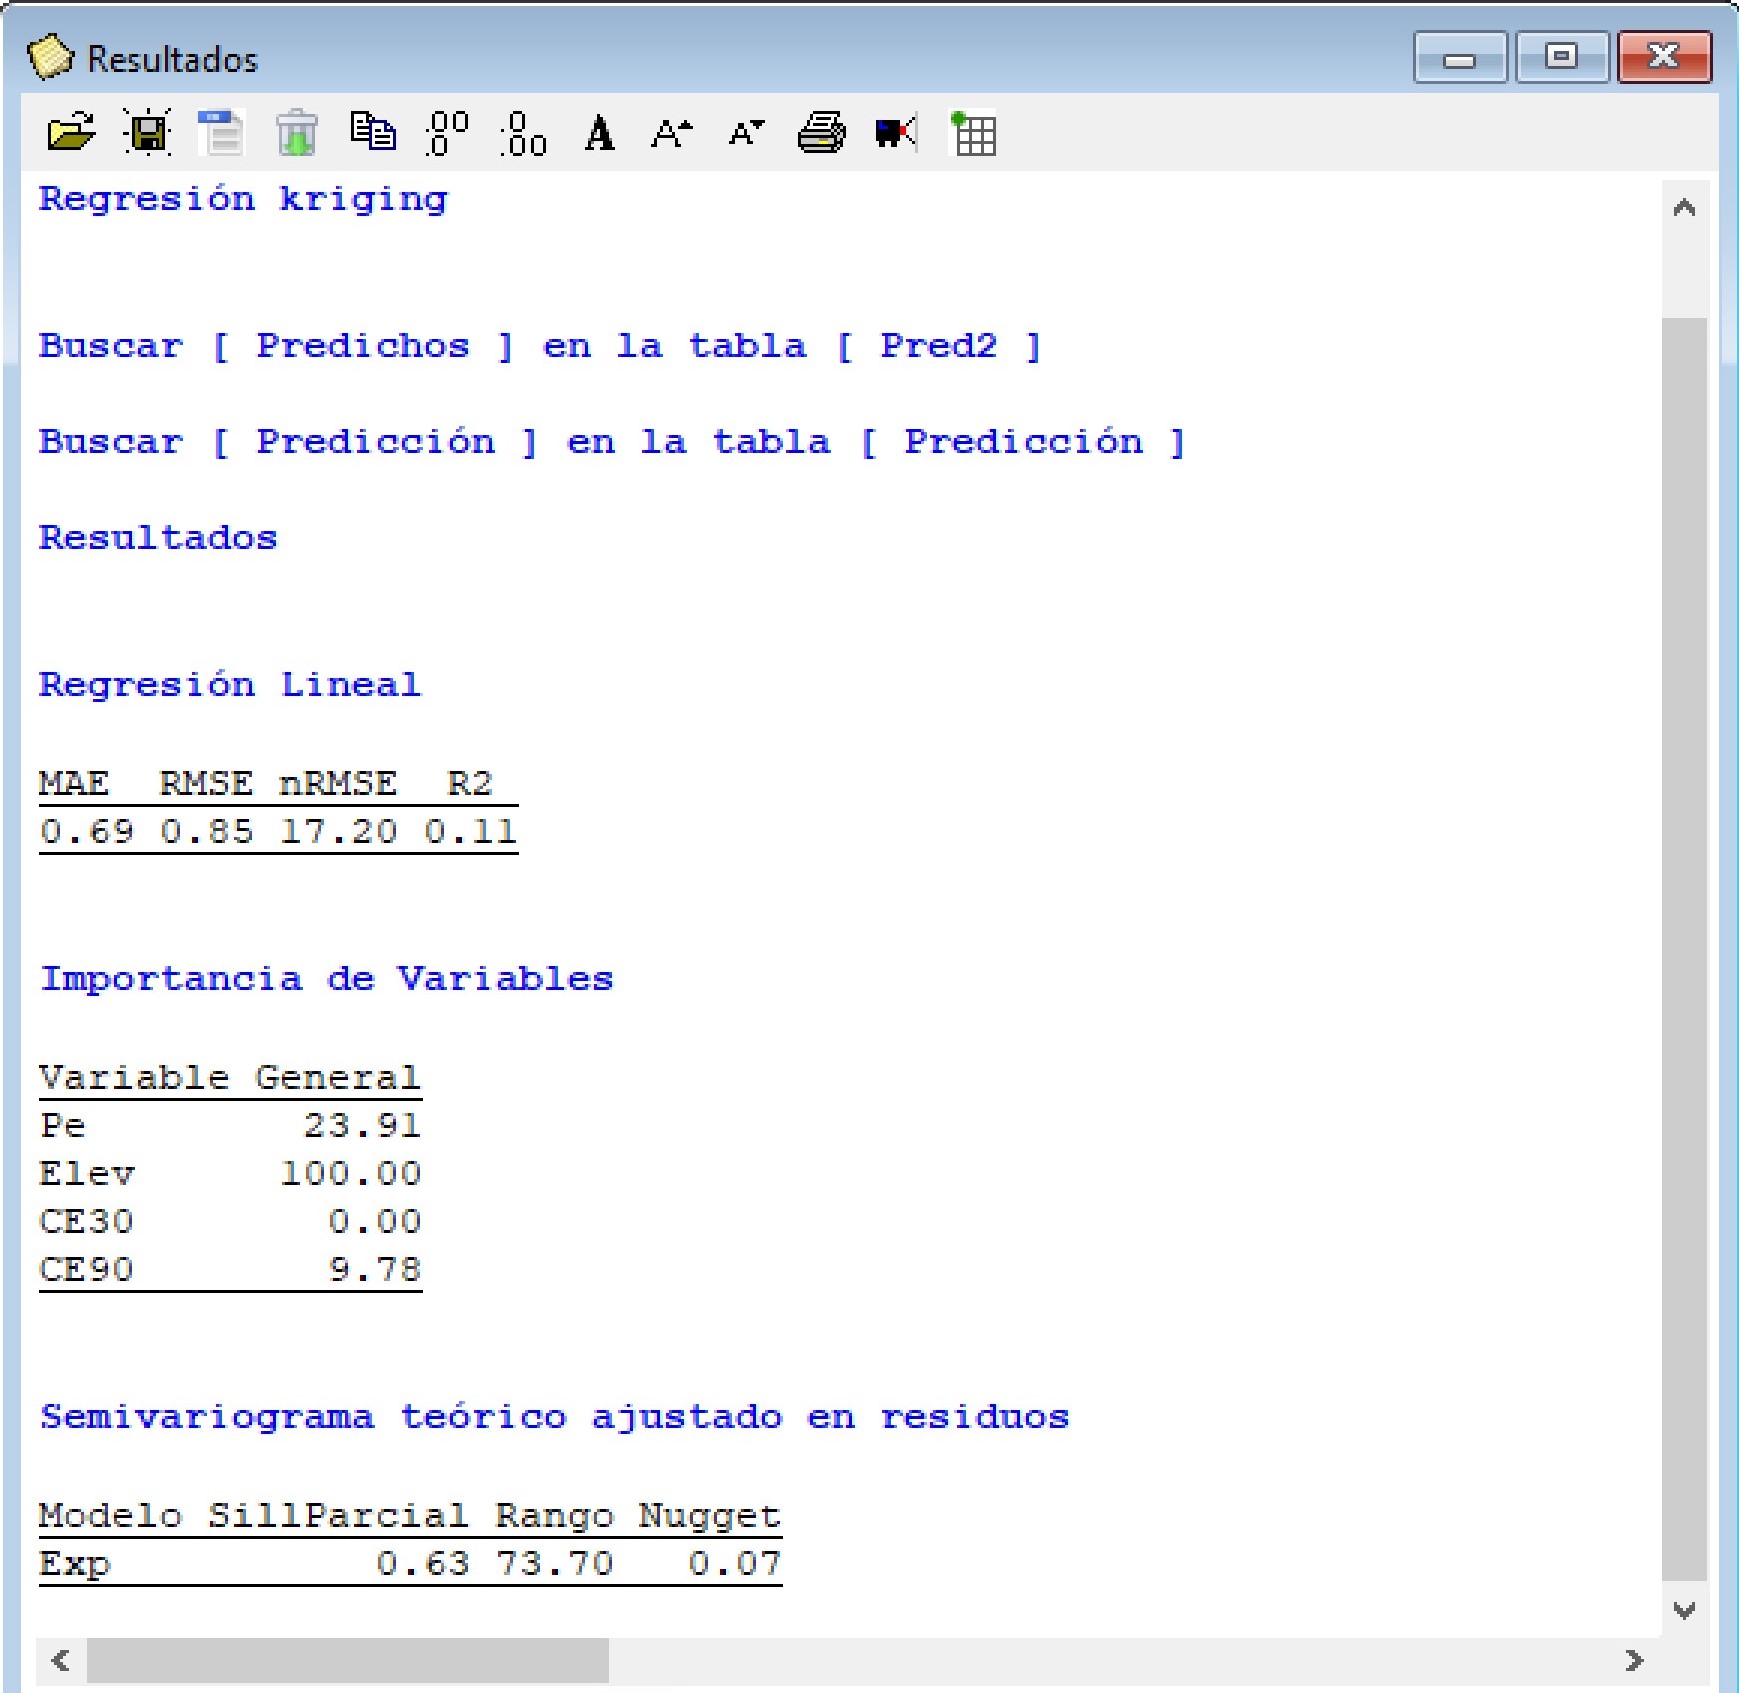 Resultados
Regresión kriging
Buscar [ Predichos ] en la tabla [ Pred2 ]
Buscar [ Predicción ] en la tabla [ Predicción ]
Resultados
Regresión Lineal
MAE RMSE nRMSE R2
0.69 0.85 17.20 0.11
Importancia de Variables
Variable General
Pe 23.91
Elev 100.00
CE30 0.00
CE90 9.78
Semivariograma teórico ajustado en residuos
Modelo SillParcial Rango Nugget
Exp 0.63 73.70 0.07